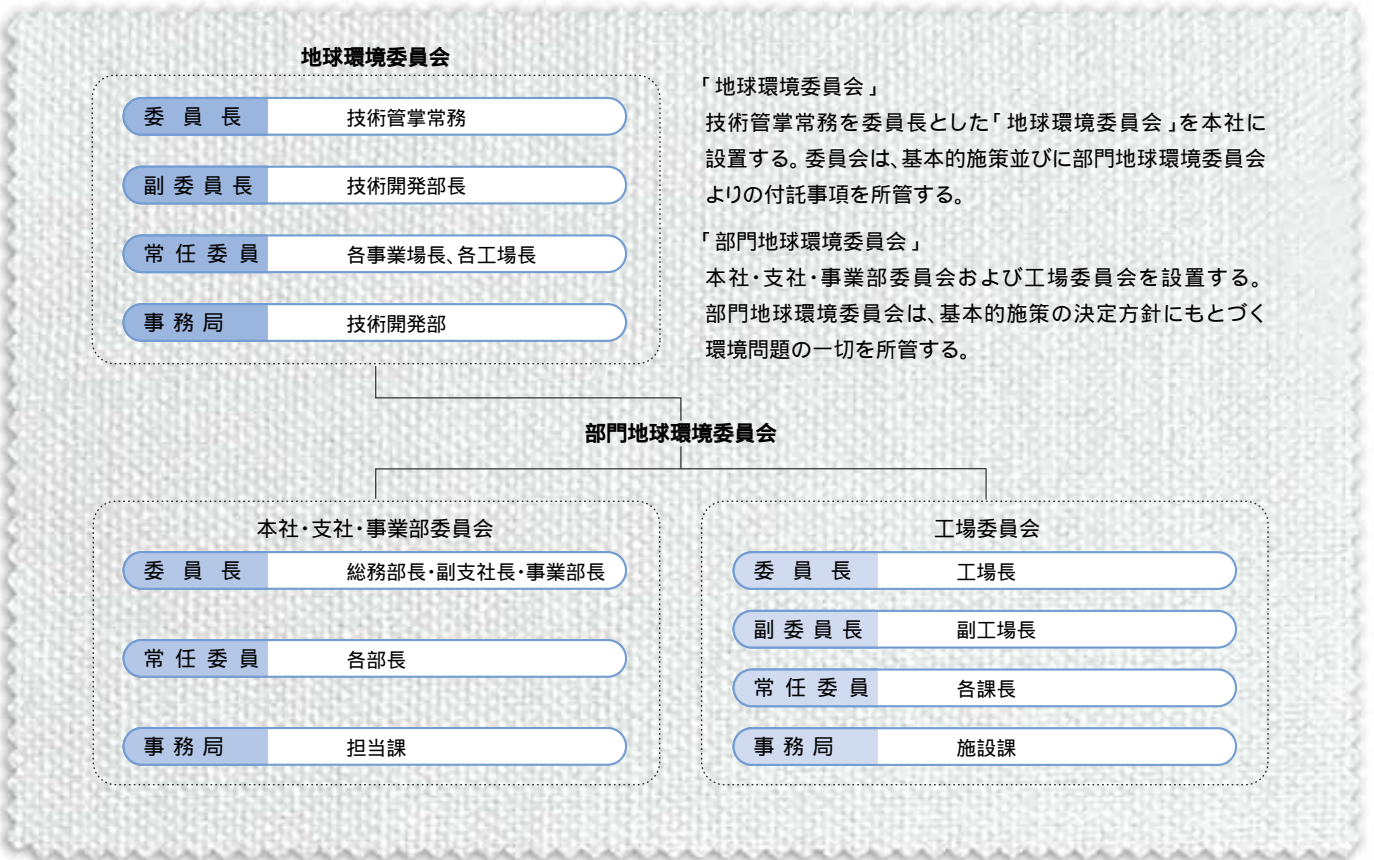 地球環境委員会
委員長 技術管掌常務
副委員長 技術開発部長
常任委員 各事業場長、各工場長
事務局 技術開発部
「地球環境委員会」
技術管掌常務を委員長とした「地球環境委員会」を本社に
設置する。委員会は、基本的施策並びに部門地球環境委員会
よりの付託事項を所管する。
「部門地球環境委員会」
本社・支社・事業部委員会および工場委員会を設置する。
部門地球環境委員会は、基本的施策の決定方針にもとづく
環境問題の一切を所管する。
部門地球環境委員会
本社・支社・事業部委員会
委員長 総務部長・副支社長・事業部長
常任委員 各部長
事務局 担当課
工場委員会
委員長 工場長
副委員長 副工場長
常任委員 各課長
事務局 施設課